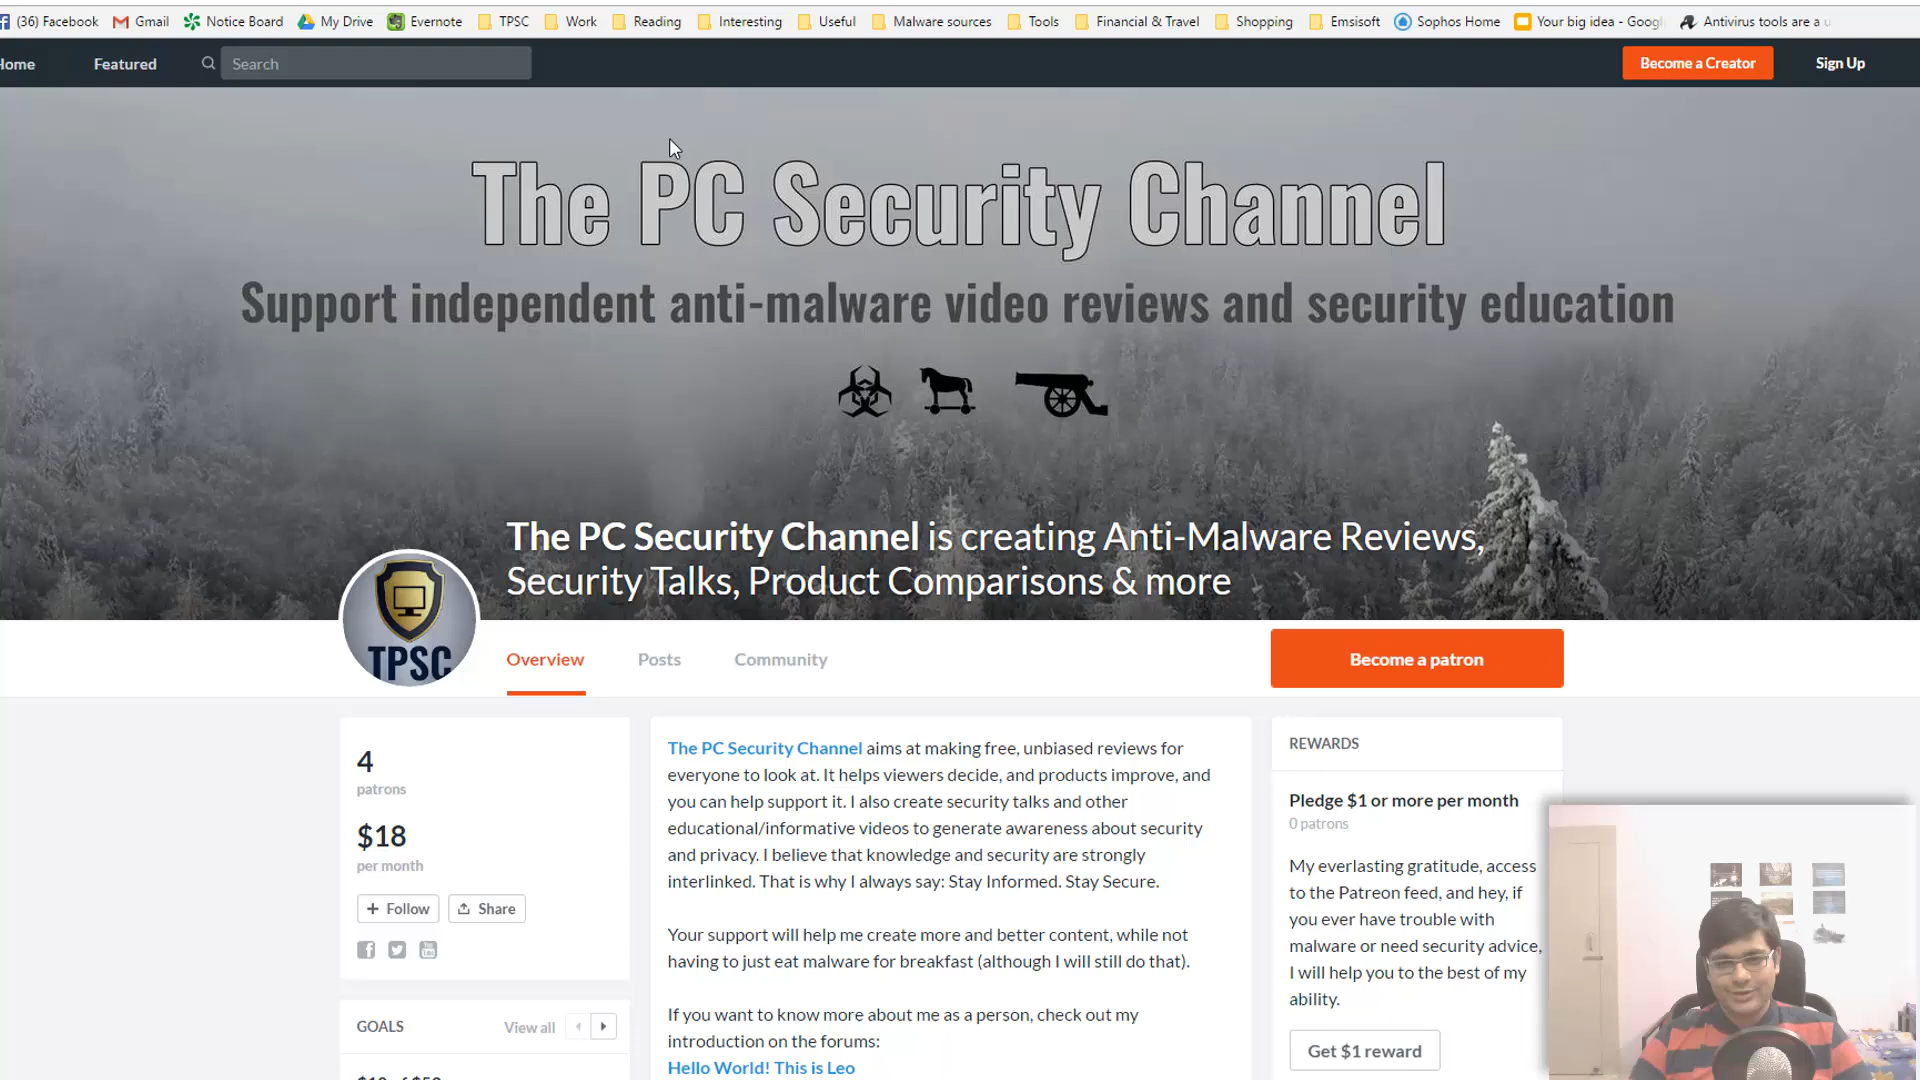 (36) Facebook Gmail Notice Board My Drive Evernote TPSC Work Reading Interesting Useful Malware sources Tools Financial & Travel Shopping Emsisoft Sophos Home Your big idea - Googl Antivirus tools are a u
Home Featured Search Become a Creator Sign Up
The PC Security Channel
Support independent anti-malware video reviews and security education
The PC Security Channel is creating Anti-Malware Reviews,
Security Talks, Product Comparisons & more
TPSC
Overview Posts Community Become a patron
4
patrons
$18
per month
+ Follow Share
GOALS View all
The PC Security Channel aims at making free, unbiased reviews for
everyone to look at. It helps viewers decide, and products improve, and
you can help support it. I also create security talks and other
educational/informative videos to generate awareness about security
and privacy. I believe that knowledge and security are strongly
interlinked. That is why I always say: Stay Informed. Stay Secure.
Your support will help me create more and better content, while not
having to just eat malware for breakfast (although I will still do that).
If you want to know more about me as a person, check out my
introduction on the forums:
Hello World! This is Leo
REWARDS
Pledge $1 or more per month
0 patrons
My everlasting gratitude, access
to the Patreon feed, and hey, if
you ever have trouble with
malware or need security advice,
I will help you to the best of my
ability.
Get $1 reward